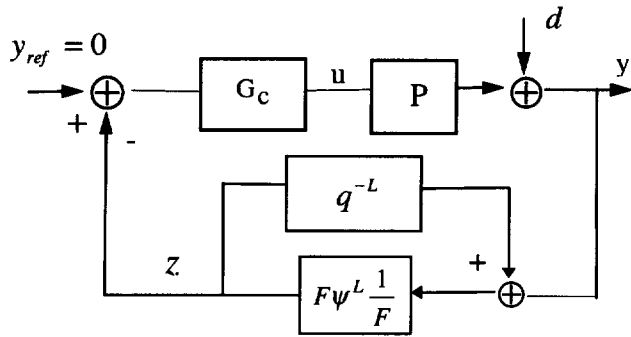 d
y_ref = 0
G_c
u
P
y
+
-
q^{-L}
z
+
Fψ^L 1/F